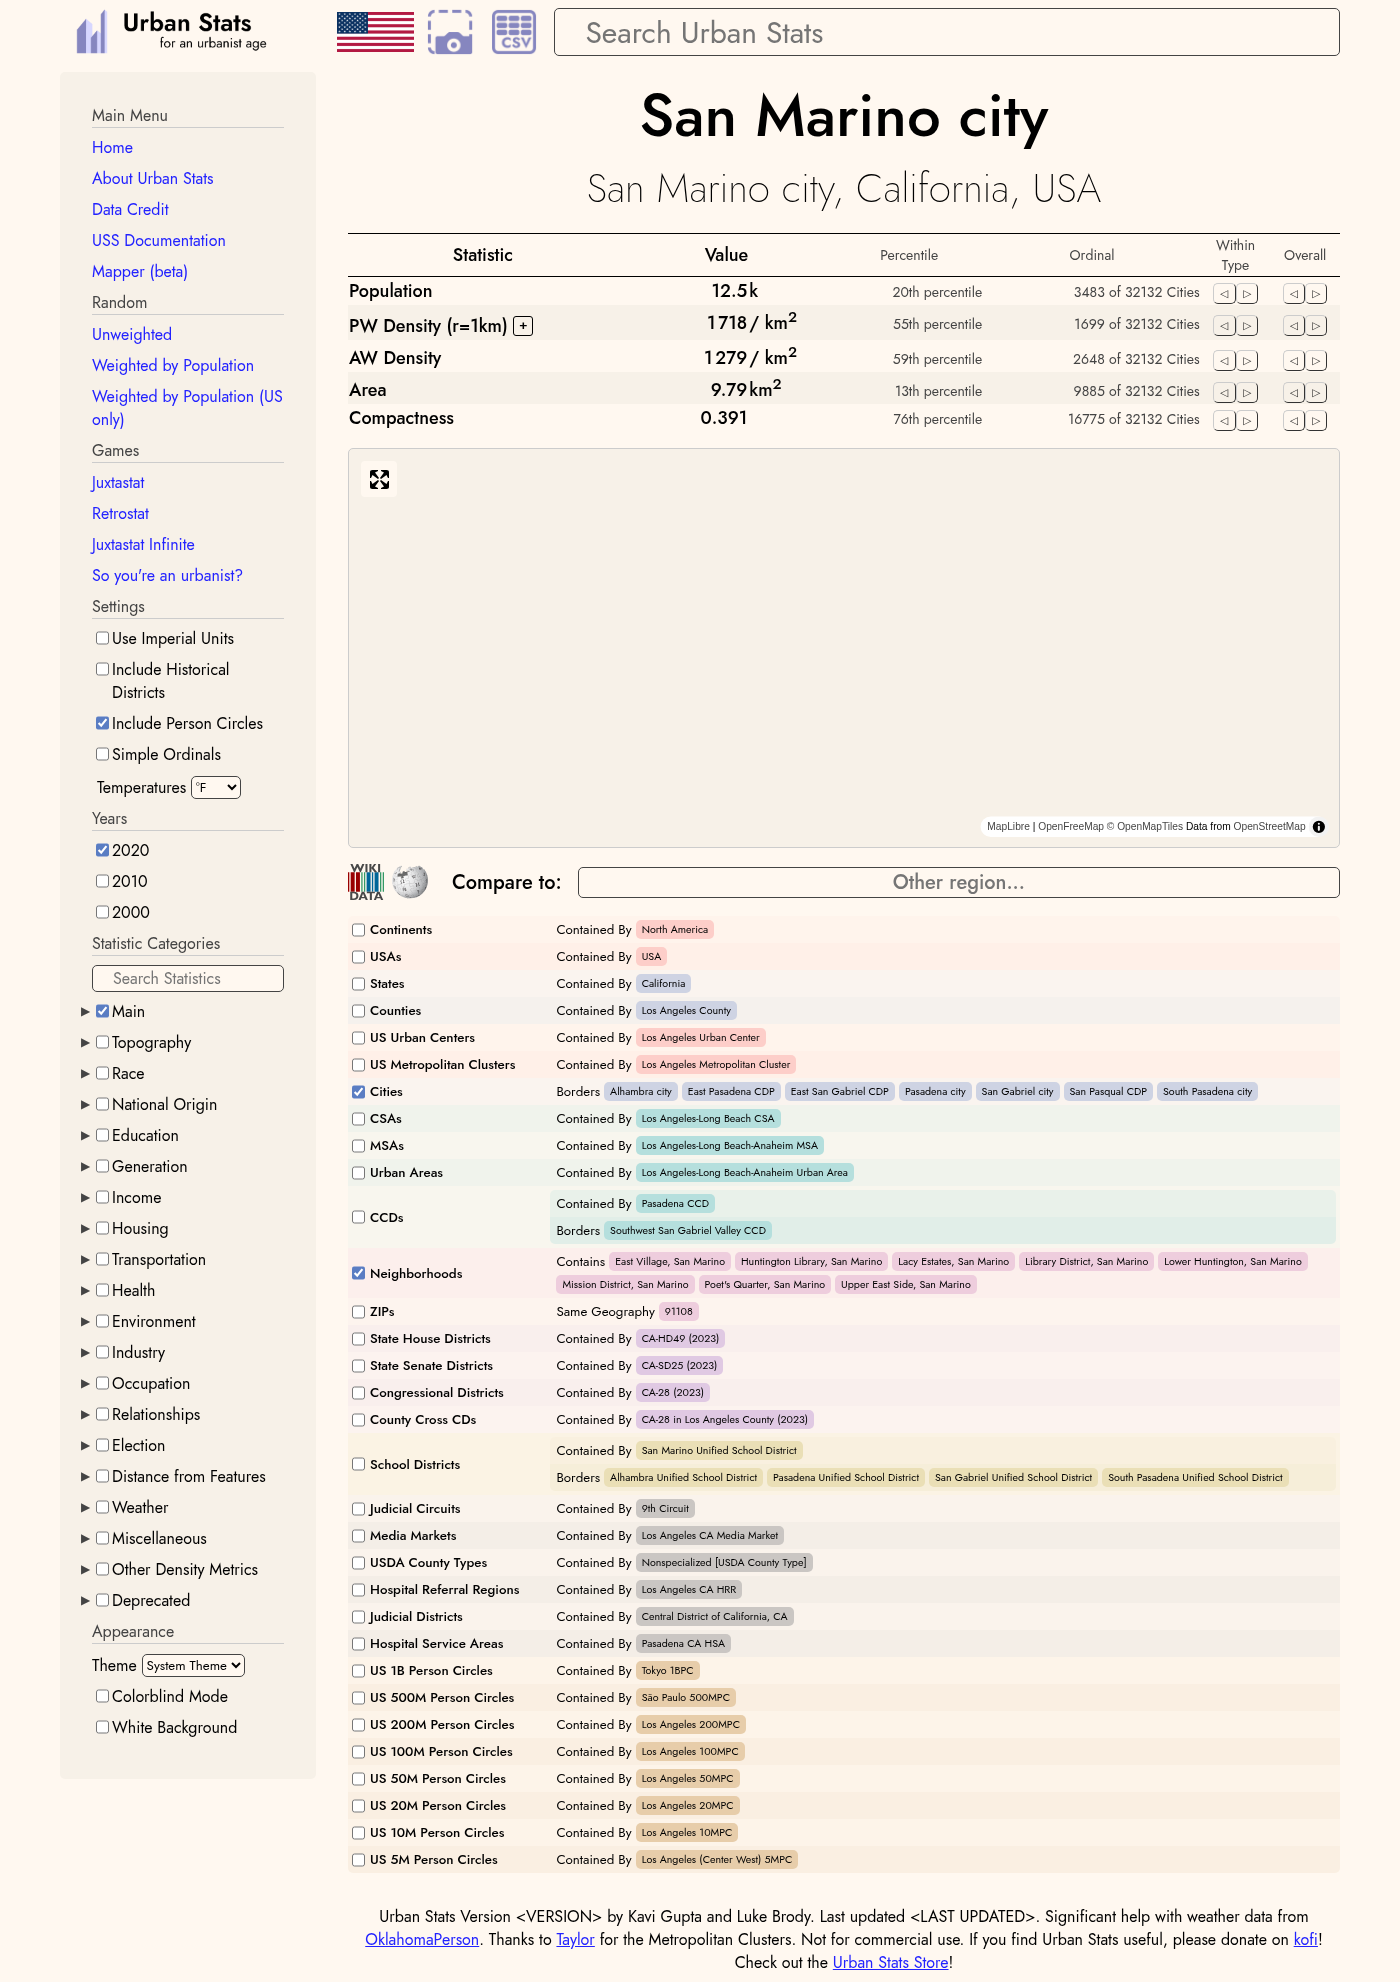 Urban Stats
for an urbanist age
CSV
Search Urban Stats
Main Menu
Home
About Urban Stats
Data Credit
USS Documentation
Mapper (beta)
Random
Unweighted
Weighted by Population
Weighted by Population (US
only)
Games
Juxtastat
Retrostat
Juxtastat Infinite
So you're an urbanist?
Settings
Use Imperial Units
Include Historical
Districts
Include Person Circles
Simple Ordinals
Temperatures °F
Years
2020
2010
2000
Statistic Categories
Search Statistics
Main
Topography
Race
National Origin
Education
Generation
Income
Housing
Transportation
Health
Environment
Industry
Occupation
Relationships
Election
Distance from Features
Weather
Miscellaneous
Other Density Metrics
Deprecated
Appearance
Theme System Theme
Colorblind Mode
White Background
San Marino city
San Marino city, California, USA
Statistic Value Percentile Ordinal Within Type Overall
Population 12.5k 20th percentile 3483 of 32132 Cities
PW Density (r=1km) + 1 718 / km² 55th percentile 1699 of 32132 Cities
AW Density 1 279 / km² 59th percentile 2648 of 32132 Cities
Area 9.79 km² 13th percentile 9885 of 32132 Cities
Compactness 0.391 76th percentile 16775 of 32132 Cities
MapLibre | OpenFreeMap © OpenMapTiles Data from OpenStreetMap
WIKI
DATA
Compare to: Other region...
Continents Contained By North America
USAs Contained By USA
States Contained By California
Counties Contained By Los Angeles County
US Urban Centers Contained By Los Angeles Urban Center
US Metropolitan Clusters Contained By Los Angeles Metropolitan Cluster
Cities Borders Alhambra city East Pasadena CDP East San Gabriel CDP Pasadena city San Gabriel city San Pasqual CDP South Pasadena city
CSAs Contained By Los Angeles-Long Beach CSA
MSAs Contained By Los Angeles-Long Beach-Anaheim MSA
Urban Areas Contained By Los Angeles-Long Beach-Anaheim Urban Area
CCDs Contained By Pasadena CCD
Borders Southwest San Gabriel Valley CCD
Neighborhoods Contains East Village, San Marino Huntington Library, San Marino Lacy Estates, San Marino Library District, San Marino Lower Huntington, San Marino
Mission District, San Marino Poet's Quarter, San Marino Upper East Side, San Marino
ZIPs Same Geography 91108
State House Districts Contained By CA-HD49 (2023)
State Senate Districts Contained By CA-SD25 (2023)
Congressional Districts Contained By CA-28 (2023)
County Cross CDs Contained By CA-28 in Los Angeles County (2023)
School Districts Contained By San Marino Unified School District
Borders Alhambra Unified School District Pasadena Unified School District San Gabriel Unified School District South Pasadena Unified School District
Judicial Circuits Contained By 9th Circuit
Media Markets Contained By Los Angeles CA Media Market
USDA County Types Contained By Nonspecialized [USDA County Type]
Hospital Referral Regions Contained By Los Angeles CA HRR
Judicial Districts Contained By Central District of California, CA
Hospital Service Areas Contained By Pasadena CA HSA
US 1B Person Circles Contained By Tokyo 1BPC
US 500M Person Circles Contained By São Paulo 500MPC
US 200M Person Circles Contained By Los Angeles 200MPC
US 100M Person Circles Contained By Los Angeles 100MPC
US 50M Person Circles Contained By Los Angeles 50MPC
US 20M Person Circles Contained By Los Angeles 20MPC
US 10M Person Circles Contained By Los Angeles 10MPC
US 5M Person Circles Contained By Los Angeles (Center West) 5MPC
Urban Stats Version <VERSION> by Kavi Gupta and Luke Brody. Last updated <LAST UPDATED>. Significant help with weather data from
OklahomaPerson. Thanks to Taylor for the Metropolitan Clusters. Not for commercial use. If you find Urban Stats useful, please donate on kofi!
Check out the Urban Stats Store!